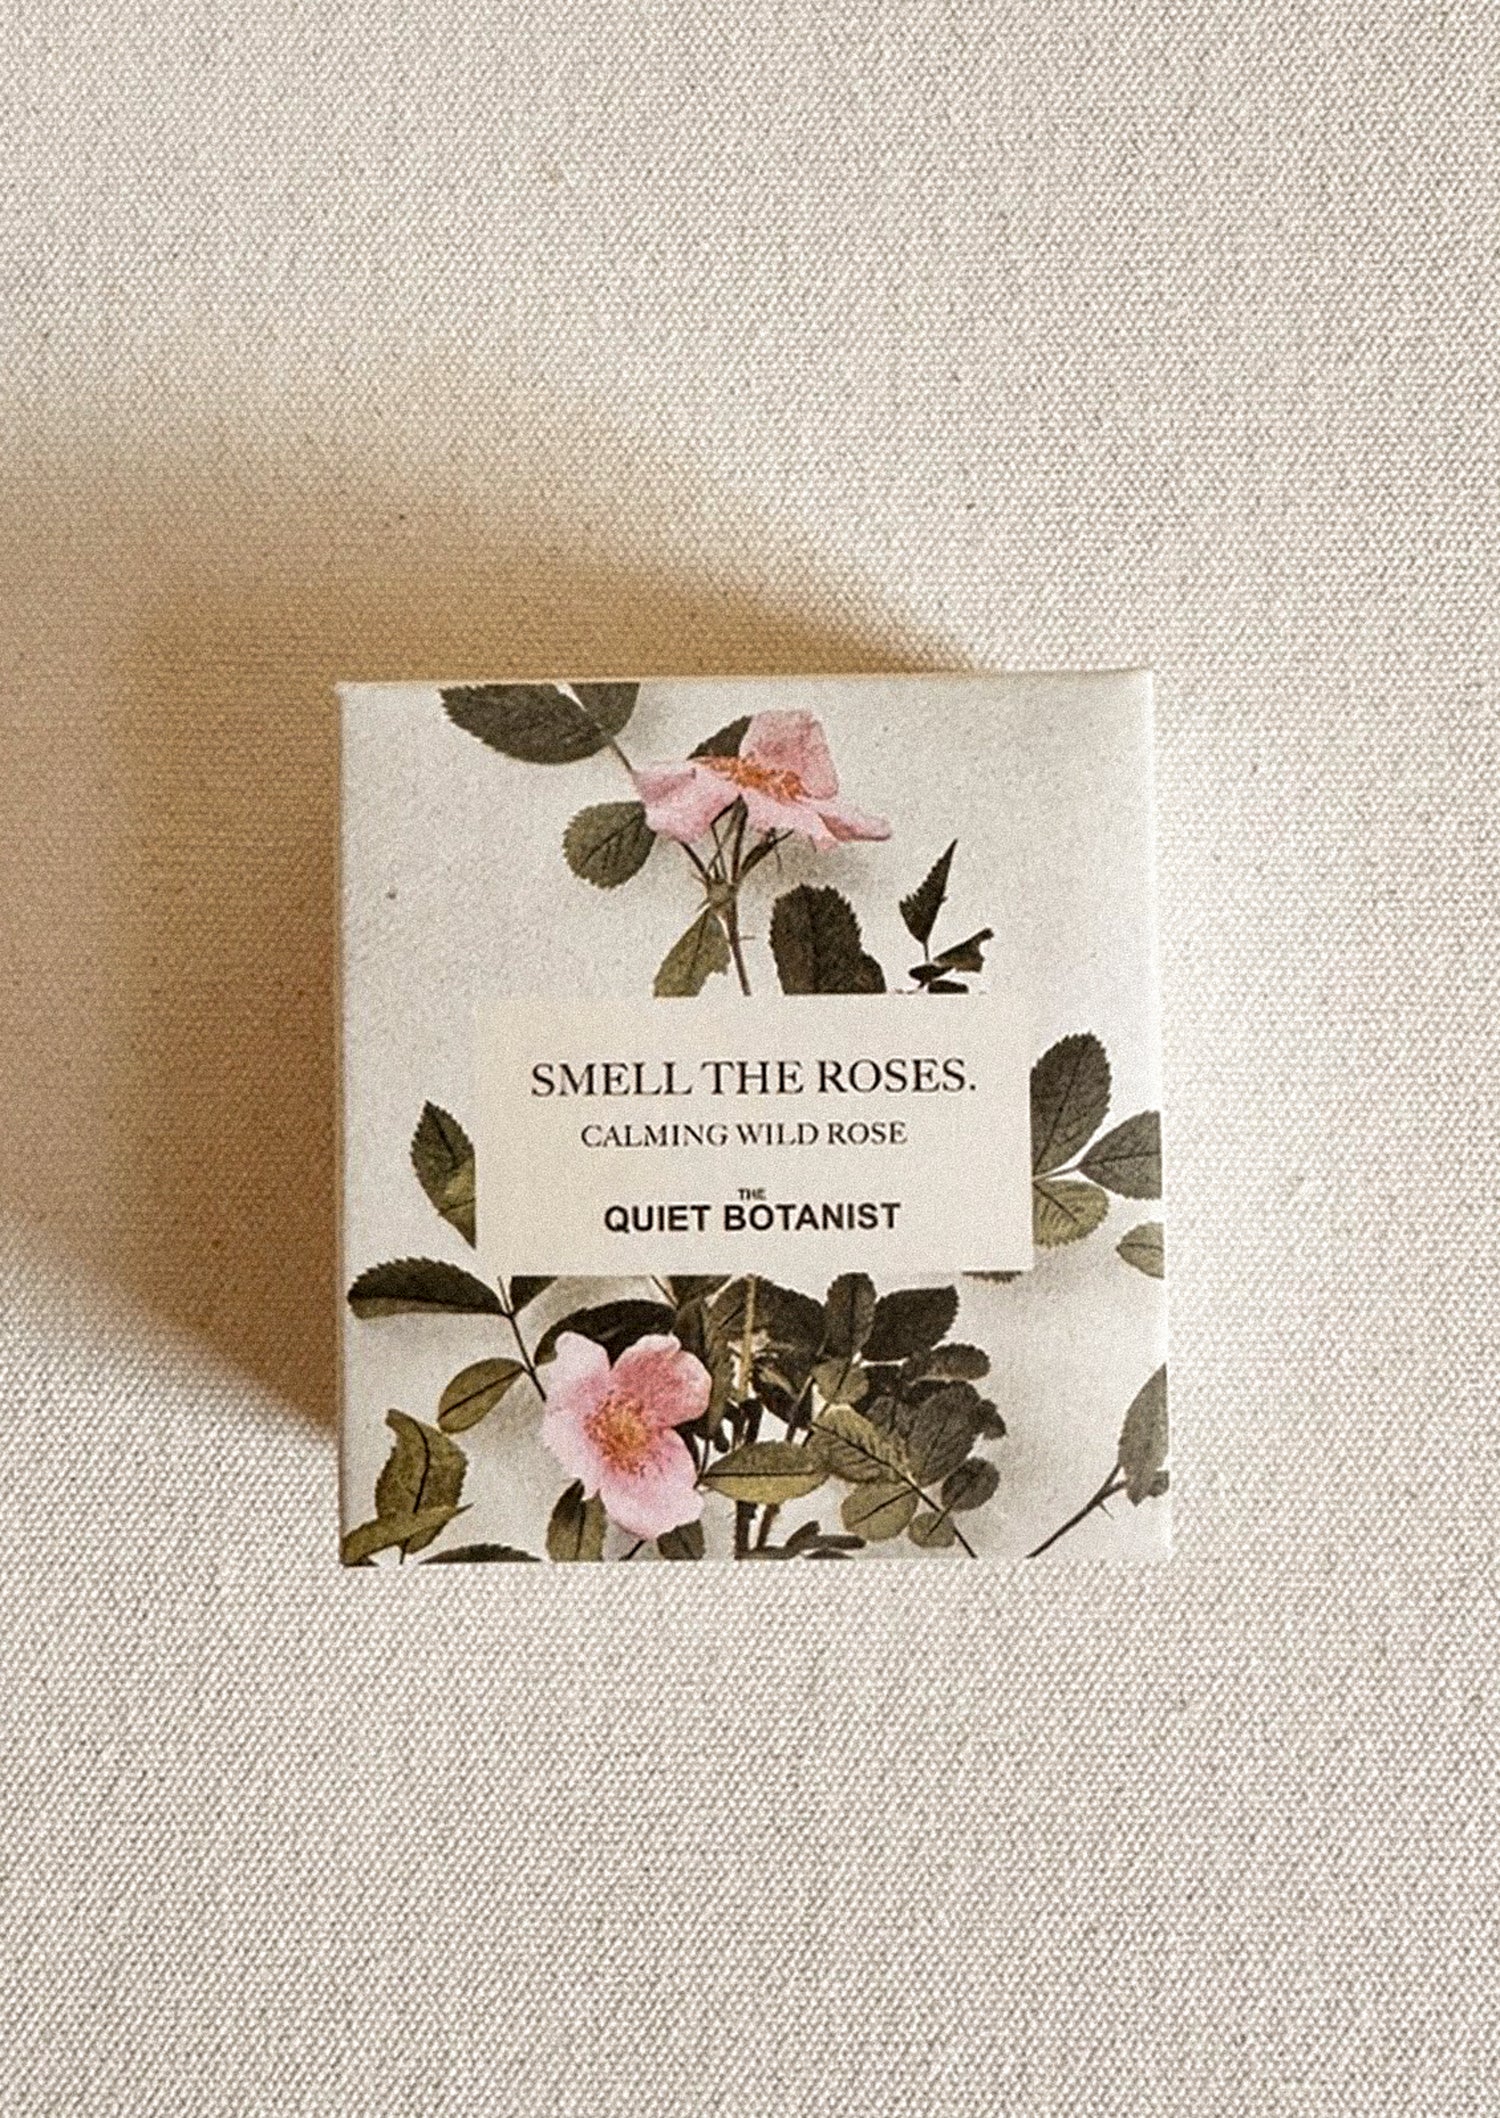 SMELL THE ROSES.
CALMING WILD ROSE
THE
QUIET BOTANIST